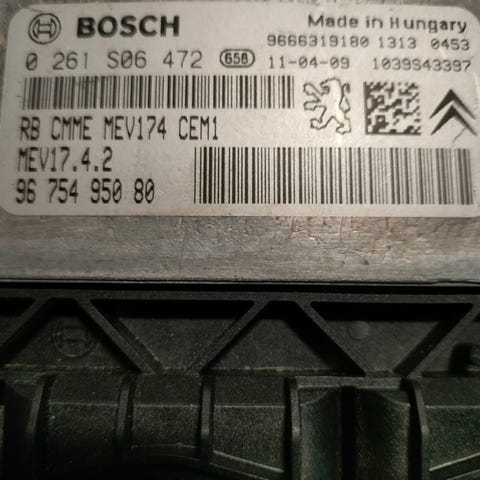 BOSCH
Made in Hungary
9666319180 1313 0453
0 261 S06 472 658 11-04-09 1039S43397
RB CMME MEV174 CEM1
MEV17.4.2
96 754 950 80